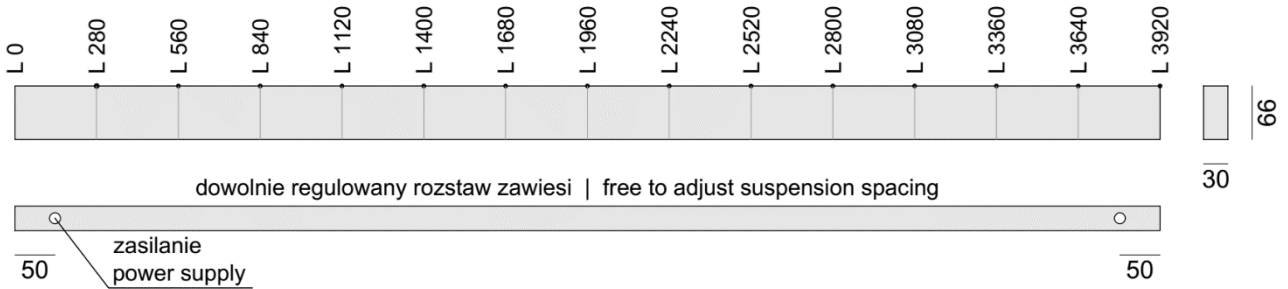 L 0
L 280
L 560
L 840
L 1120
L 1400
L 1680
L 1960
L 2240
L 2520
L 2800
L 3080
L 3360
L 3640
L 3920
66
30
dowolnie regulowany rozstaw zawiesi | free to adjust suspension spacing
zasilanie
power supply
50
50